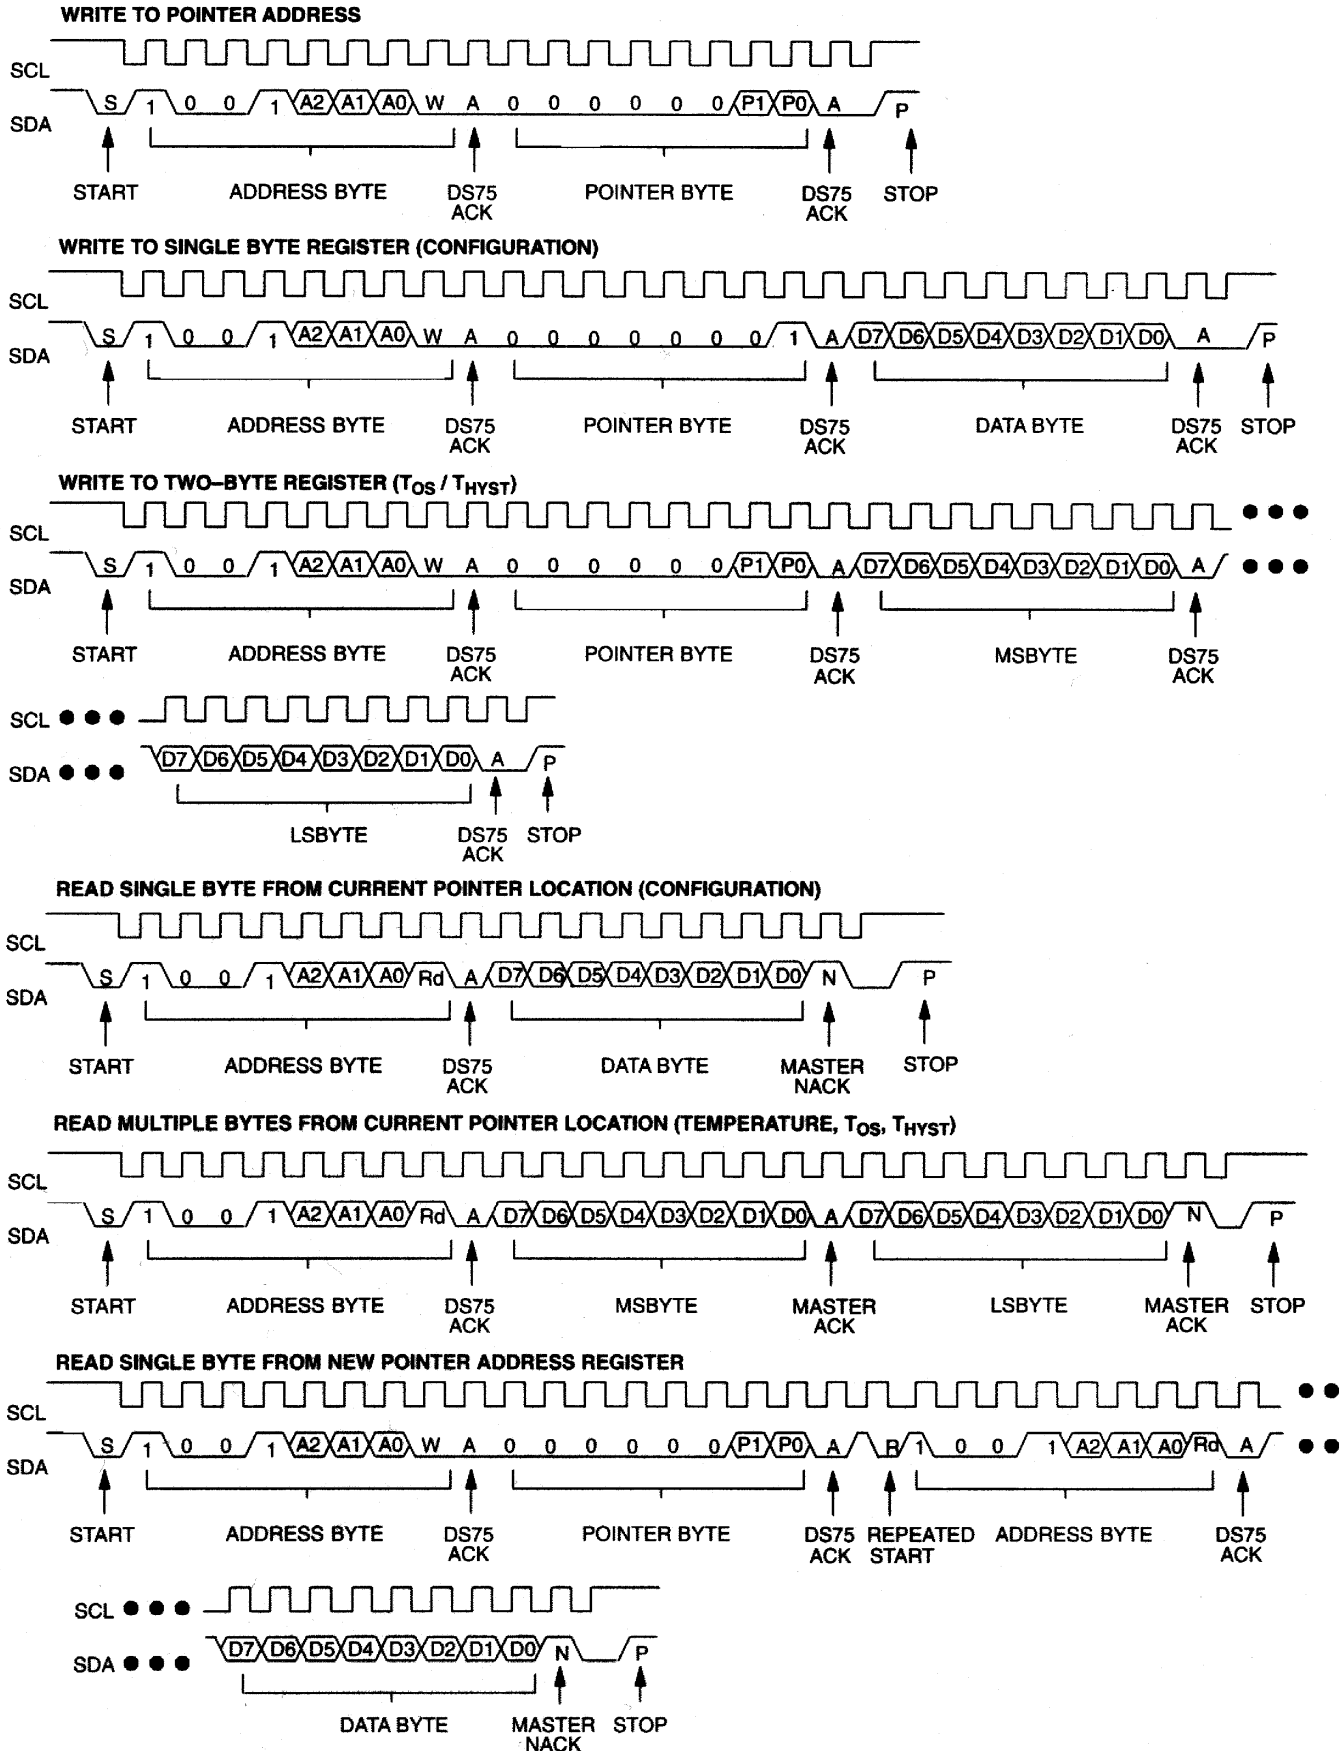 WRITE TO POINTER ADDRESS
SCL
SDA S 1 0 0 1 A2 A1 A0 W A 0 0 0 0 0 0 P1 P0 A P
START ADDRESS BYTE DS75 ACK POINTER BYTE DS75 ACK STOP
WRITE TO SINGLE BYTE REGISTER (CONFIGURATION)
SCL
SDA S 1 0 0 1 A2 A1 A0 W A 0 0 0 0 0 0 0 1 A D7 D6 D5 D4 D3 D2 D1 D0 A P
START ADDRESS BYTE DS75 ACK POINTER BYTE DS75 ACK DATA BYTE DS75 ACK STOP
WRITE TO TWO–BYTE REGISTER (TOS / THYST)
SCL
SDA S 1 0 0 1 A2 A1 A0 W A 0 0 0 0 0 0 P1 P0 A D7 D6 D5 D4 D3 D2 D1 D0 A
START ADDRESS BYTE DS75 ACK POINTER BYTE DS75 ACK MSBYTE DS75 ACK
SCL
SDA D7 D6 D5 D4 D3 D2 D1 D0 A P
LSBYTE DS75 ACK STOP
READ SINGLE BYTE FROM CURRENT POINTER LOCATION (CONFIGURATION)
SCL
SDA S 1 0 0 1 A2 A1 A0 Rd A D7 D6 D5 D4 D3 D2 D1 D0 N P
START ADDRESS BYTE DS75 ACK DATA BYTE MASTER NACK STOP
READ MULTIPLE BYTES FROM CURRENT POINTER LOCATION (TEMPERATURE, TOS, THYST)
SCL
SDA S 1 0 0 1 A2 A1 A0 Rd A D7 D6 D5 D4 D3 D2 D1 D0 A D7 D6 D5 D4 D3 D2 D1 D0 N P
START ADDRESS BYTE DS75 ACK MSBYTE MASTER ACK LSBYTE MASTER ACK STOP
READ SINGLE BYTE FROM NEW POINTER ADDRESS REGISTER
SCL
SDA S 1 0 0 1 A2 A1 A0 W A 0 0 0 0 0 0 P1 P0 A R 1 0 0 1 A2 A1 A0 Rd A
START ADDRESS BYTE DS75 ACK POINTER BYTE DS75 ACK REPEATED START ADDRESS BYTE DS75 ACK
SCL
SDA D7 D6 D5 D4 D3 D2 D1 D0 N P
DATA BYTE MASTER NACK STOP